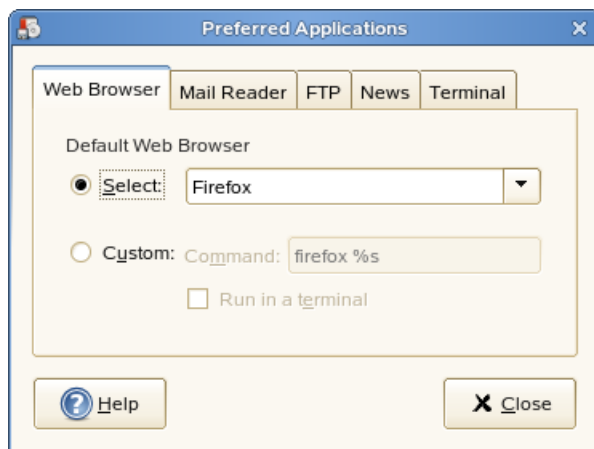 Preferred Applications
Web Browser Mail Reader FTP News Terminal
Default Web Browser
Select: Firefox
Custom: Command: firefox %s
Run in a terminal
Help Close